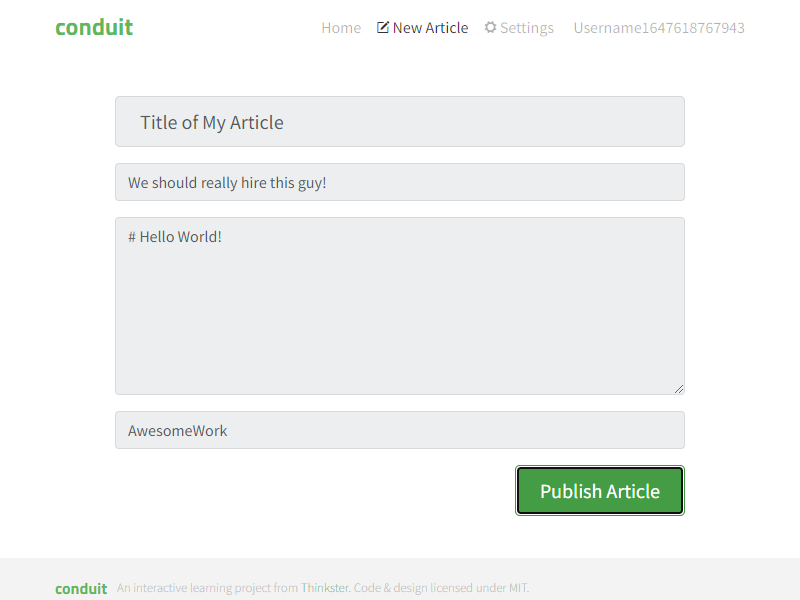 conduit
Home New Article Settings Username1647618767943
Title of My Article
We should really hire this guy!
# Hello World!
AwesomeWork
Publish Article
conduit An interactive learning project from Thinkster. Code & design licensed under MIT.